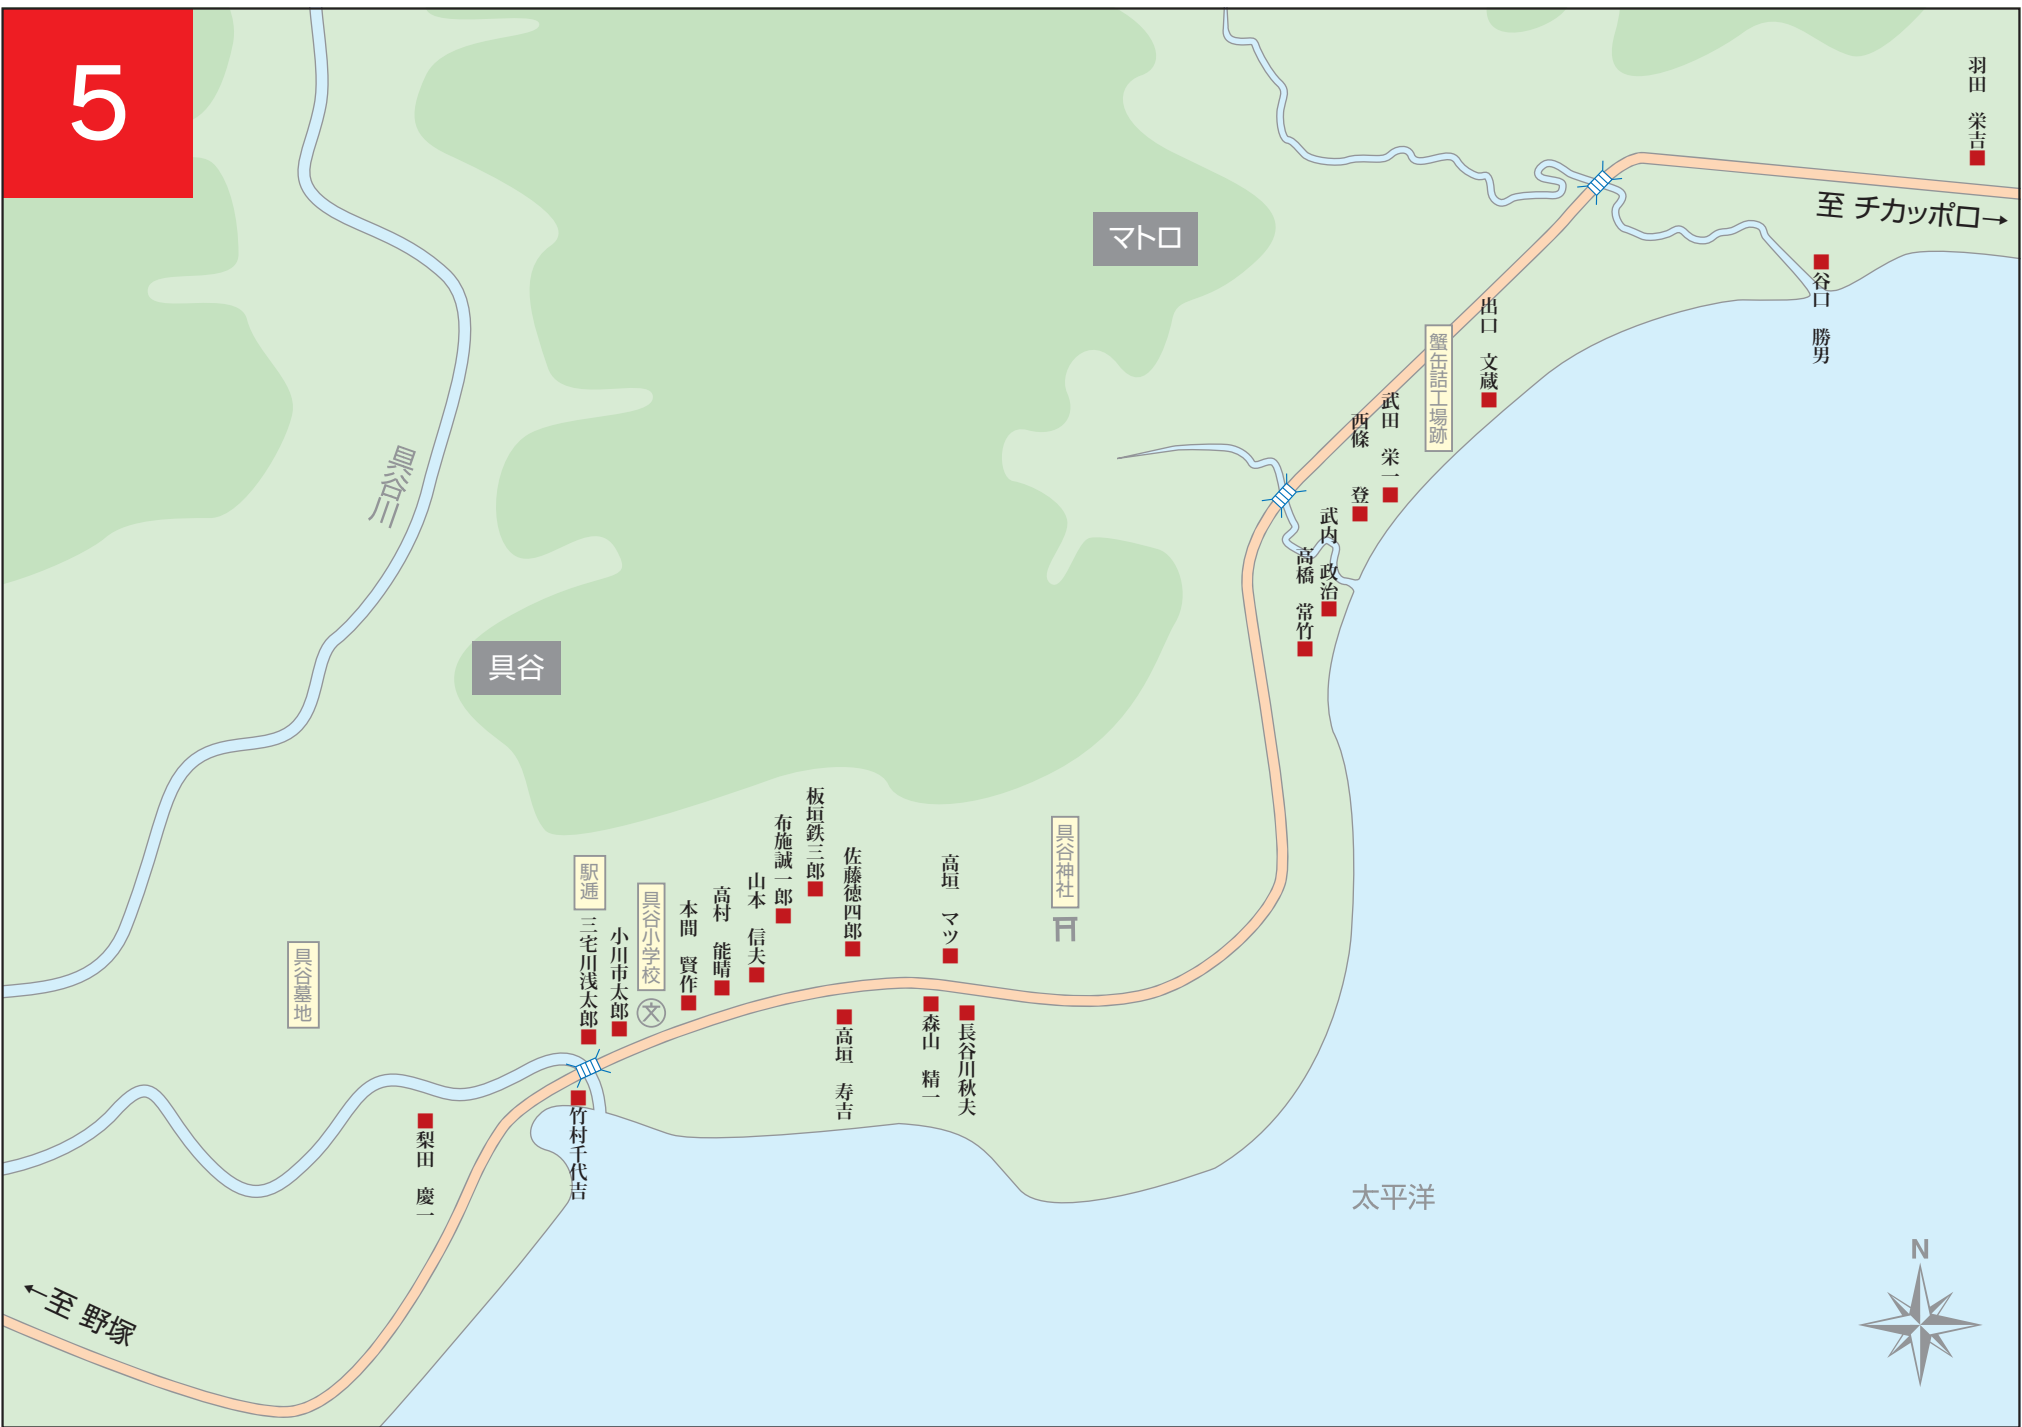 5
羽田 栄吉
至 チカッポロ→
マトロ
谷口 勝男
出口 文蔵
蟹缶詰工場跡
武田 栄一
西條 登
武内 政治
高橋 常竹
具谷川
具谷
板垣鉄三郎
布施誠一郎
佐藤徳四郎
高垣 マツ
具谷神社
山本 信夫
高村 能晴
本間 賢作
具谷小学校
文
駅逓
小川市太郎
三宅川浅太郎
具谷墓地
長谷川秋夫
森山 精一
高垣 寿吉
竹村千代吉
梨田 慶一
太平洋
←至 野塚
N